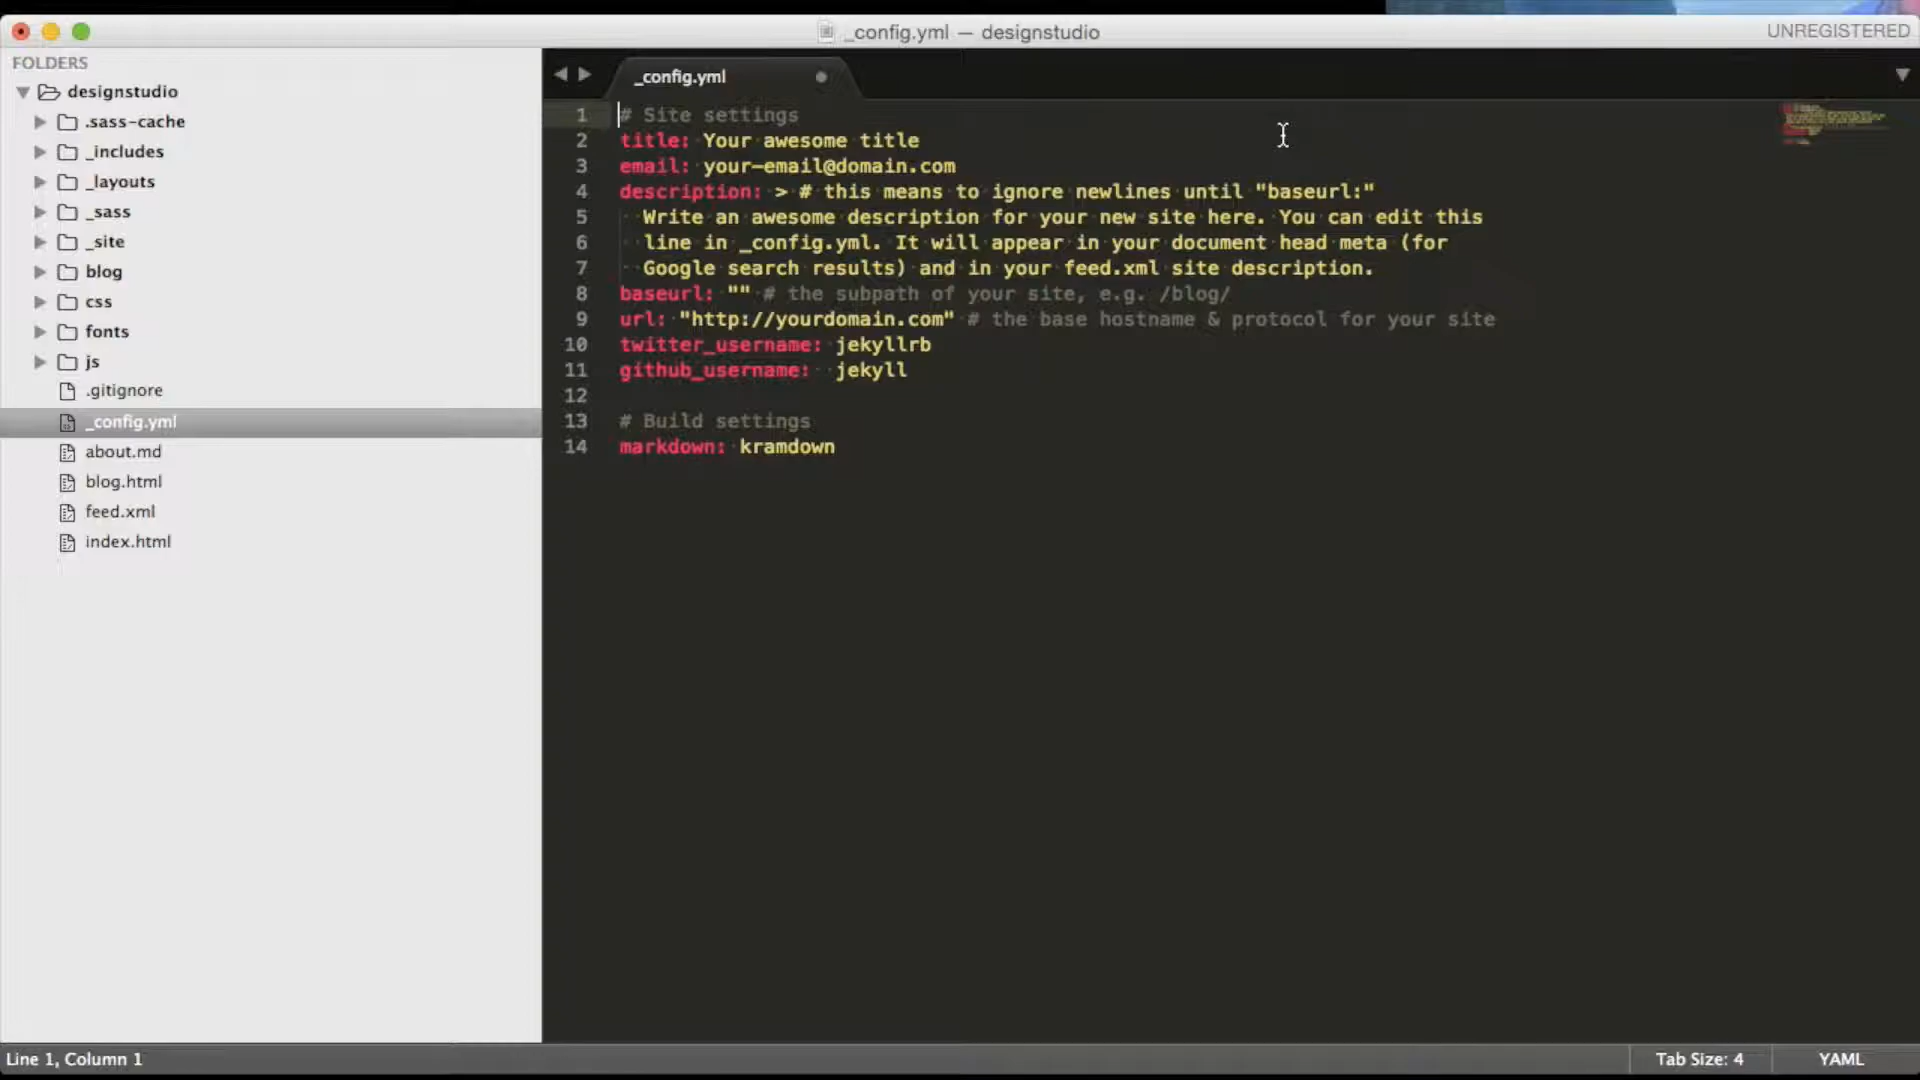 _config.yml — designstudio
UNREGISTERED
FOLDERS
designstudio
.sass-cache
_includes
_layouts
_sass
_site
blog
css
fonts
js
.gitignore
_config.yml
about.md
blog.html
feed.xml
index.html
_config.yml
1 # Site settings
2 title: Your awesome title
3 email: your-email@domain.com
4 description: > # this means to ignore newlines until "baseurl:"
5 Write an awesome description for your new site here. You can edit this
6 line in _config.yml. It will appear in your document head meta (for
7 Google search results) and in your feed.xml site description.
8 baseurl: "" # the subpath of your site, e.g. /blog/
9 url: "http://yourdomain.com" # the base hostname & protocol for your site
10 twitter_username: jekyllrb
11 github_username:  jekyll
12
13 # Build settings
14 markdown: kramdown
Line 1, Column 1
Tab Size: 4
YAML